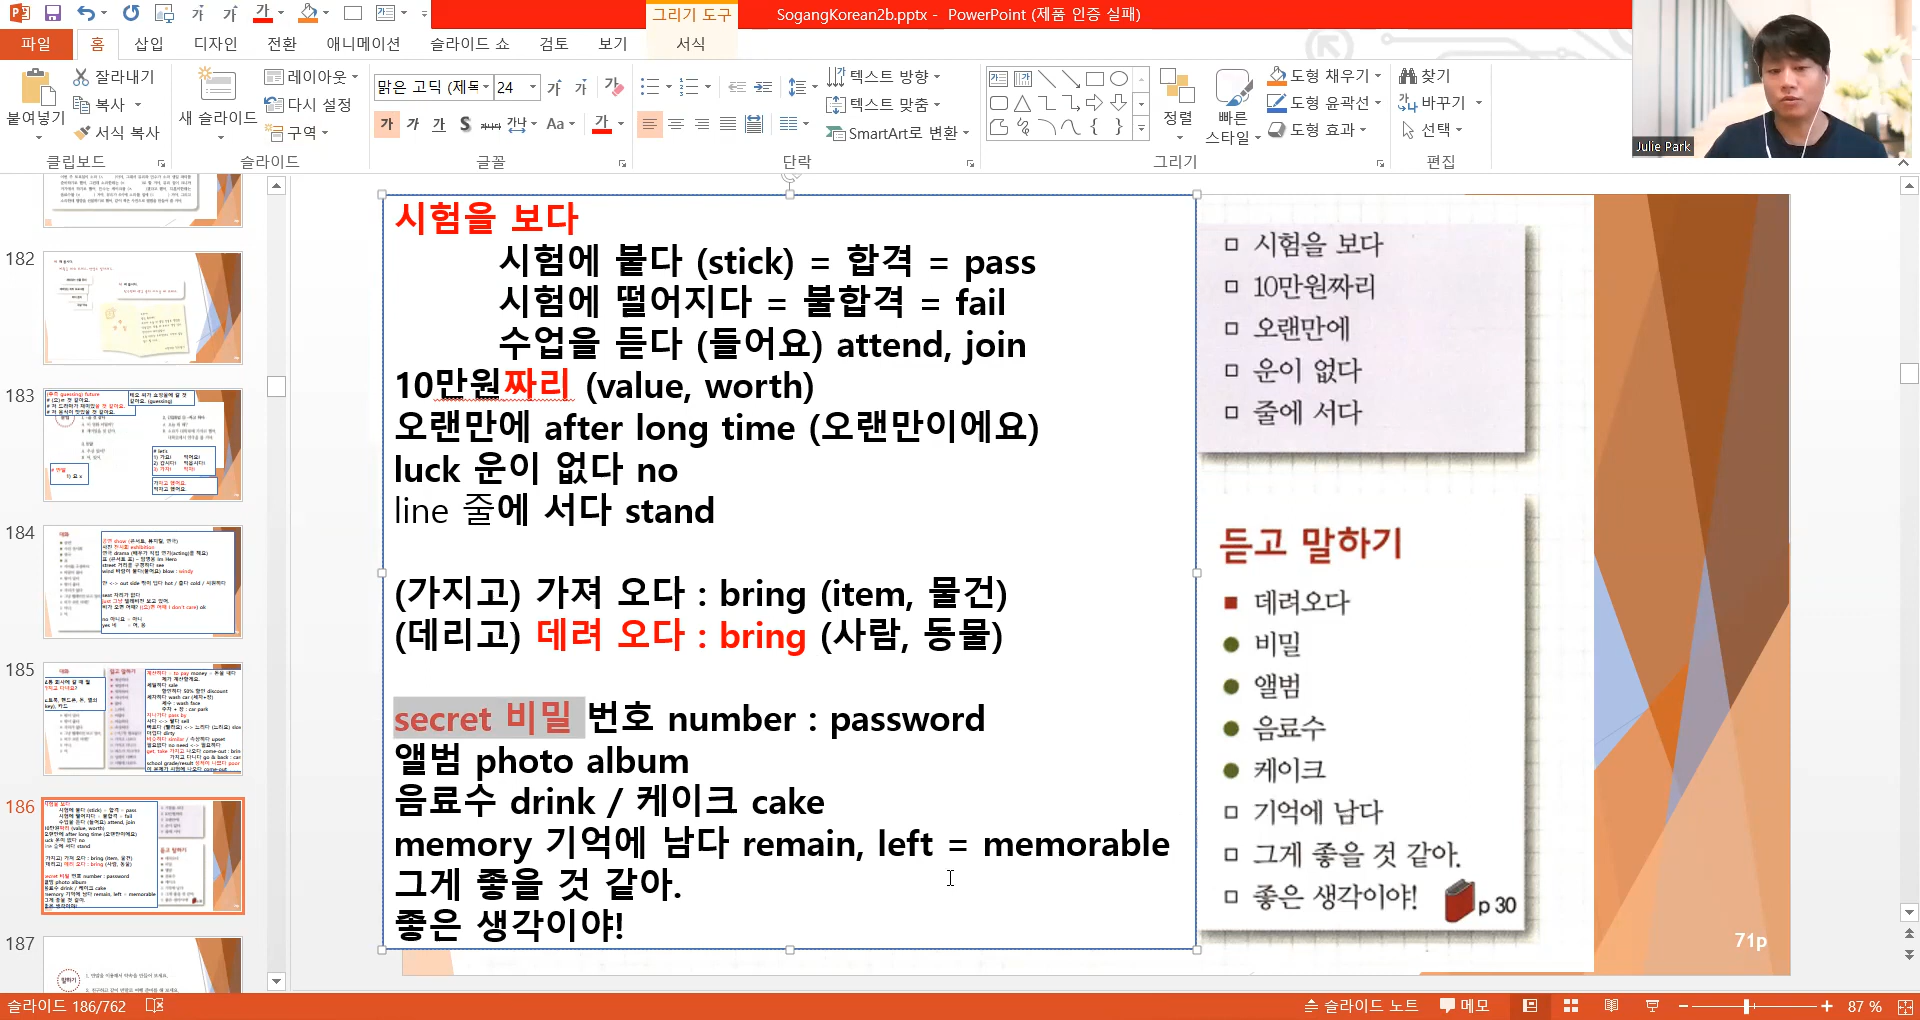 SogangKorean2b.pptx - PowerPoint (제품 인증 실패)
그리기 도구
파일 홈 삽입 디자인 전환 애니메이션 슬라이드 쇼 검토 보기 서식
붙여넣기
잘라내기
복사
서식 복사
클립보드
새 슬라이드
레이아웃
다시 설정
구역
슬라이드
맑은 고딕 (제목 24
글꼴
텍스트 방향
텍스트 맞춤
SmartArt로 변환
단락
정렬
빠른 스타일
도형 채우기
도형 윤곽선
도형 효과
그리기
찾기
바꾸기
선택
편집
Julie Park
182
183
184
185
186
187
시험을 보다
시험에 붙다 (stick) = 합격 = pass
시험에 떨어지다 = 불합격 = fail
수업을 듣다 (들어요) attend, join
10만원짜리 (value, worth)
오랜만에 after long time (오랜만이에요)
luck 운이 없다 no
line 줄에 서다 stand
(가지고) 가져 오다 : bring (item, 물건)
(데리고) 데려 오다 : bring (사람, 동물)
secret 비밀 번호 number : password
앨범 photo album
음료수 drink / 케이크 cake
memory 기억에 남다 remain, left = memorable
그게 좋을 것 같아.
좋은 생각이야!
시험을 보다
10만원짜리
오랜만에
운이 없다
줄에 서다
듣고 말하기
데려오다
비밀
앨범
음료수
케이크
기억에 남다
그게 좋을 것 같아.
좋은 생각이야!
p 30
71p
슬라이드 186/762
슬라이드 노트 메모 87 %